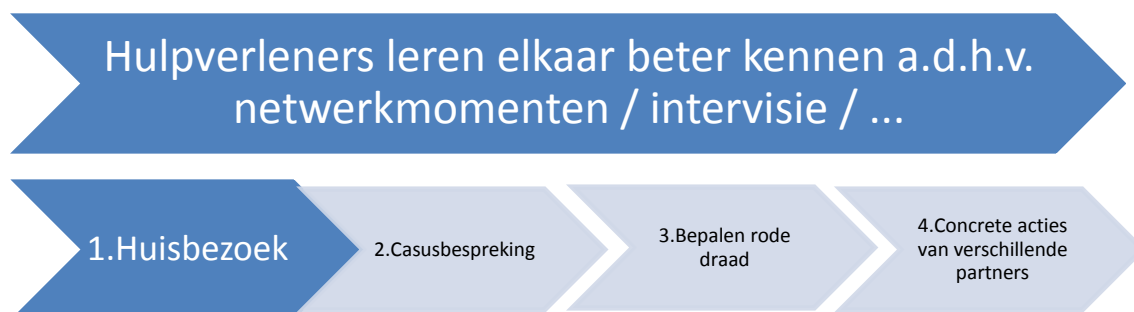 Hulpverleners leren elkaar beter kennen a.d.h.v.
netwerkmomenten / intervisie / ...
1.Huisbezoek
2.Casusbespreking
3.Bepalen rode
draad
4.Concrete acties
van verschillende
partners